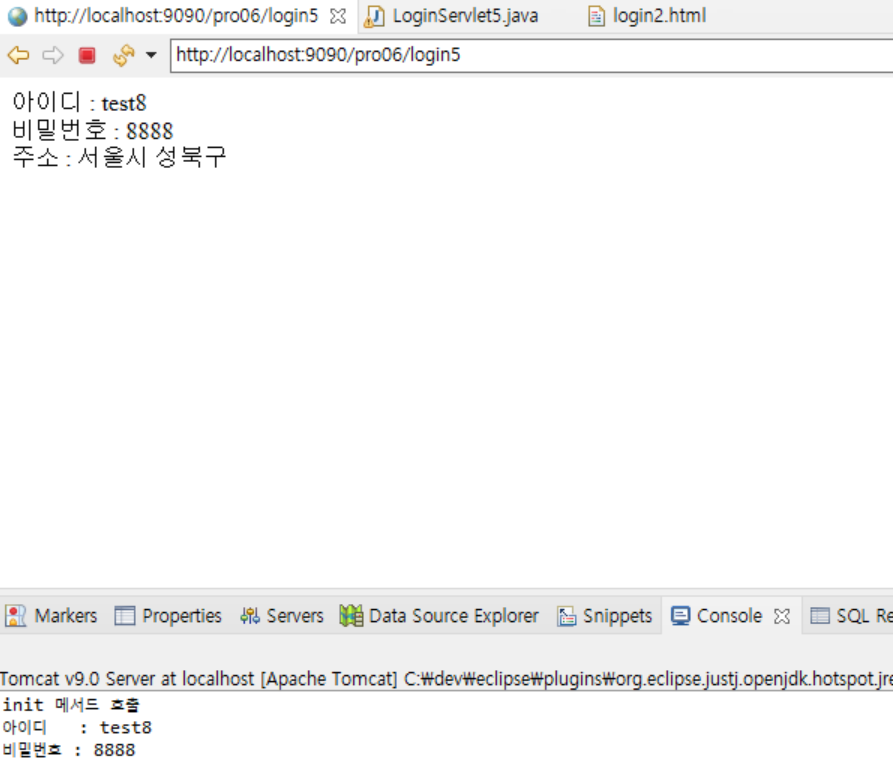 http://localhost:9090/pro06/login5 LoginServlet5.java login2.html
http://localhost:9090/pro06/login5
아이디 : test8
비밀번호 : 8888
주소 : 서울시 성북구
Markers Properties Servers Data Source Explorer Snippets Console SQL Re
Tomcat v9.0 Server at localhost [Apache Tomcat] C:₩dev₩eclipse₩plugins₩org.eclipse.justj.openjdk.hotspot.jre
init 메서드 호출
아이디 : test8
비밀번호 : 8888